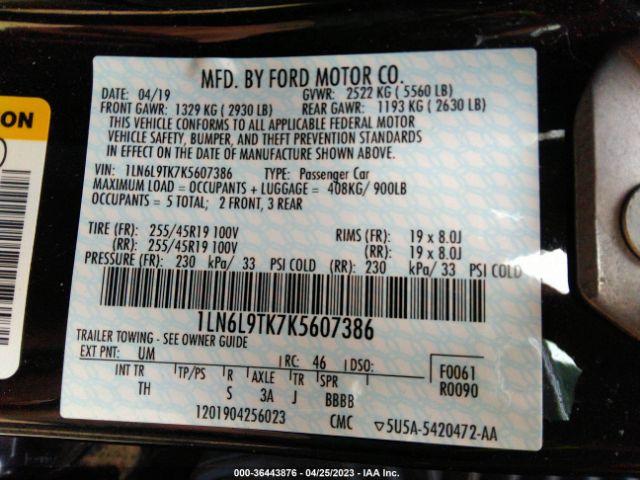 MFD. BY FORD MOTOR CO.
DATE: 04/19 GVWR: 2522 KG ( 5560 LB)
FRONT GAWR: 1329 KG ( 2930 LB) REAR GAWR: 1193 KG ( 2630 LB)
THIS VEHICLE CONFORMS TO ALL APPLICABLE FEDERAL MOTOR
VEHICLE SAFETY, BUMPER, AND THEFT PREVENTION STANDARDS
IN EFFECT ON THE DATE OF MANUFACTURE SHOWN ABOVE.
VIN: 1LN6L9TK7K5607386 TYPE: Passenger Car
MAXIMUM LOAD = OCCUPANTS + LUGGAGE = 408KG/ 900LB
OCCUPANTS = 5 TOTAL; 2 FRONT, 3 REAR
TIRE (FR): 255/45R19 100V RIMS (FR): 19 x 8.0J
(RR): 255/45R19 100V (RR): 19 x 8.0J
PRESSURE (FR): 230 kPa/ 33 PSI COLD (RR): 230 kPa/ 33 PSI COLD
1LN6L9TK7K5607386
TRAILER TOWING - SEE OWNER GUIDE
EXT PNT: UM RC: 46 DSO: F0061
INT TR TP/PS R AXLE TR SPR R0090
TH S 3A J BBBB
1201904256023 CMC ▽5U5A-5420472-AA
ON
000-36443876 - 04/25/2023 - IAA Inc.